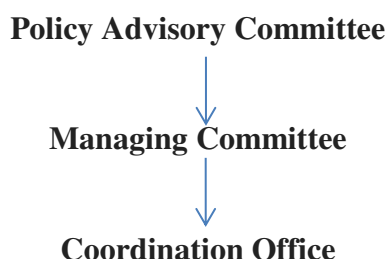 Policy Advisory Committee
Managing Committee
Coordination Office